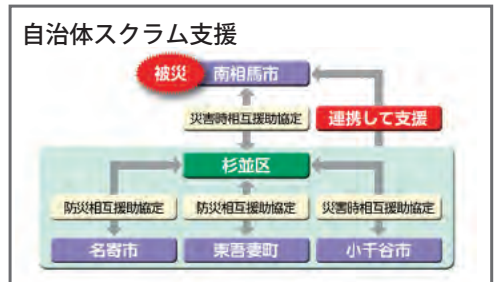 自治体スクラム支援
被災 南相馬市
災害時相互援助協定 連携して支援
杉並区
防災相互援助協定 防災相互援助協定 災害時相互援助協定
名寄市 東吾妻町 小千谷市